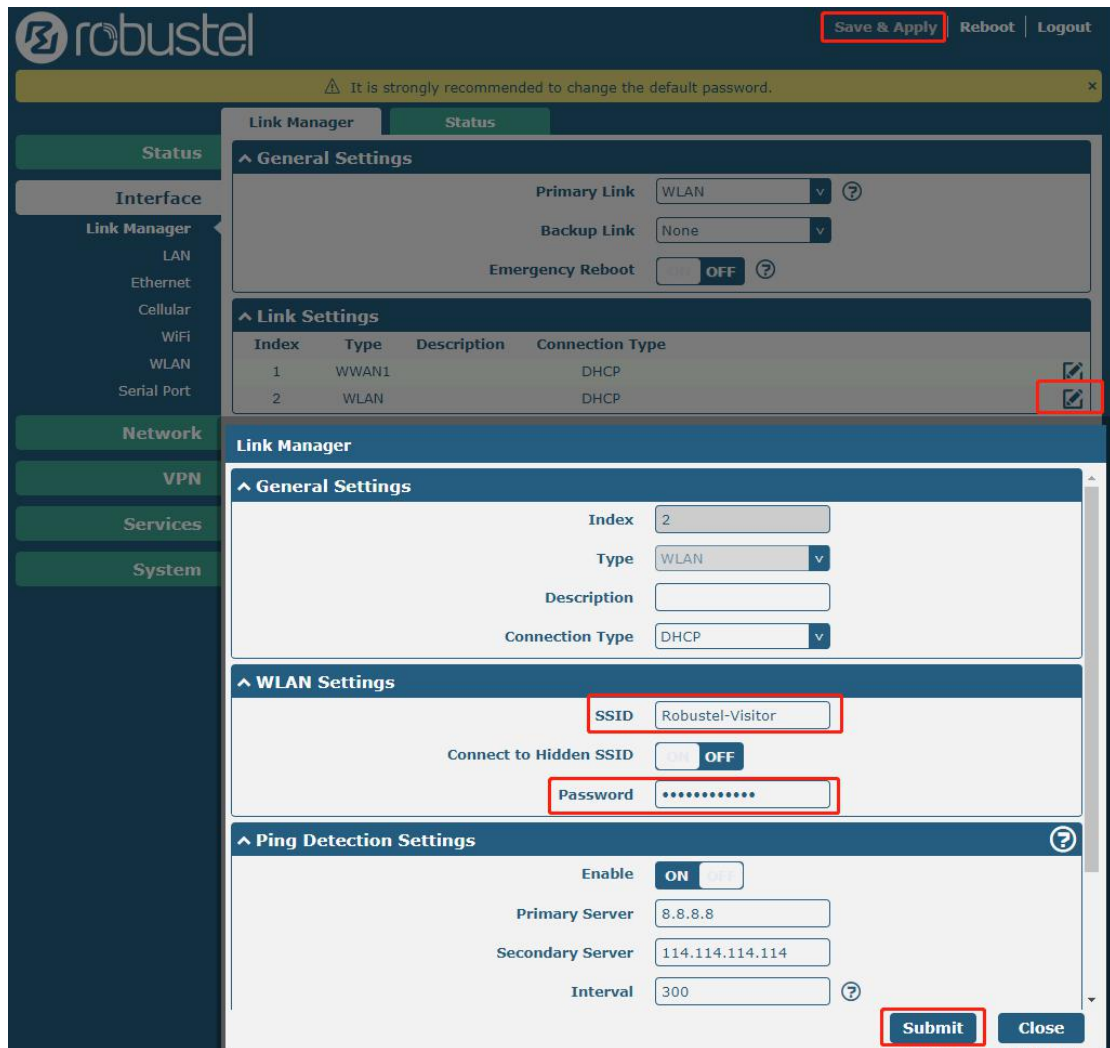 robustel
Save & Apply | Reboot | Logout
⚠ It is strongly recommended to change the default password. ×
Link Manager Status
Status
Interface
Link Manager
LAN
Ethernet
Cellular
WiFi
WLAN
Serial Port
Network
VPN
Services
System
General Settings
Primary Link WLAN v ?
Backup Link None v
Emergency Reboot ON OFF ?
Link Settings
Index Type Description Connection Type
1 WWAN1 DHCP
2 WLAN DHCP
Link Manager
General Settings
Index 2
Type WLAN v
Description
Connection Type DHCP v
WLAN Settings
SSID Robustel-Visitor
Connect to Hidden SSID ON OFF
Password ••••••••••••
Ping Detection Settings ?
Enable ON OFF
Primary Server 8.8.8.8
Secondary Server 114.114.114.114
Interval 300 ?
Submit Close